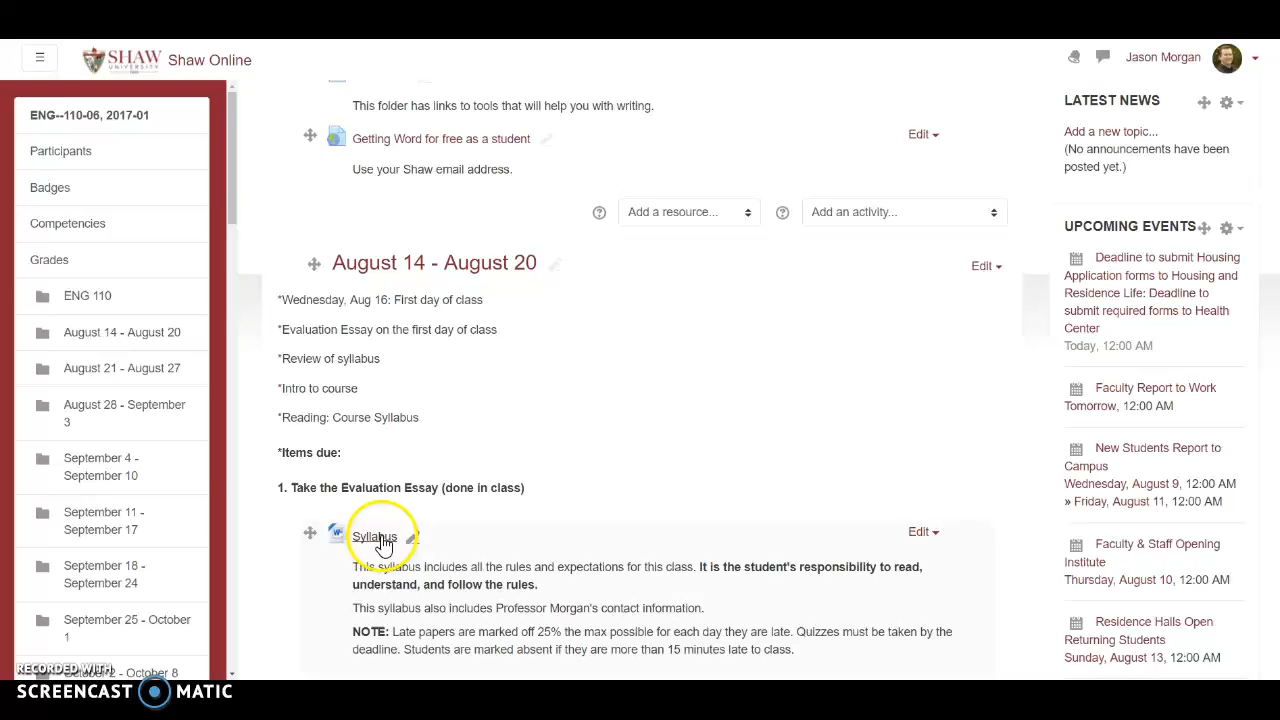 SHAW
UNIVERSITY
Shaw Online
Jason Morgan
ENG--110-06, 2017-01
Participants
Badges
Competencies
Grades
ENG 110
August 14 - August 20
August 21 - August 27
August 28 - September
3
September 4 -
September 10
September 11 -
September 17
September 18 -
September 24
September 25 - October
1
October 2 - October 8
This folder has links to tools that will help you with writing.
Getting Word for free as a student
Edit
Use your Shaw email address.
Add a resource...
Add an activity...
August 14 - August 20
Edit
*Wednesday, Aug 16: First day of class
*Evaluation Essay on the first day of class
*Review of syllabus
*Intro to course
*Reading: Course Syllabus
*Items due:
1. Take the Evaluation Essay (done in class)
Syllabus
Edit
This syllabus includes all the rules and expectations for this class. It is the student's responsibility to read,
understand, and follow the rules.
This syllabus also includes Professor Morgan's contact information.
NOTE: Late papers are marked off 25% the max possible for each day they are late. Quizzes must be taken by the
deadline. Students are marked absent if they are more than 15 minutes late to class.
LATEST NEWS
Add a new topic...
(No announcements have been
posted yet.)
UPCOMING EVENTS
Deadline to submit Housing
Application forms to Housing and
Residence Life: Deadline to
submit required forms to Health
Center
Today, 12:00 AM
Faculty Report to Work
Tomorrow, 12:00 AM
New Students Report to
Campus
Wednesday, August 9, 12:00 AM
» Friday, August 11, 12:00 AM
Faculty & Staff Opening
Institute
Thursday, August 10, 12:00 AM
Residence Halls Open
Returning Students
Sunday, August 13, 12:00 AM
RECORDED WITH
SCREENCAST MATIC